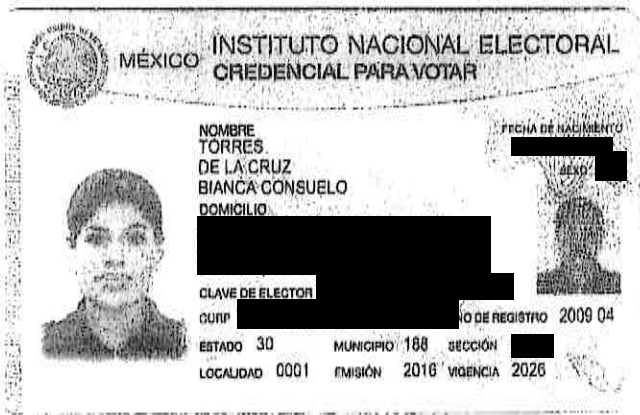 MÉXICO INSTITUTO NACIONAL ELECTORAL
CREDENCIAL PARA VOTAR
NOMBRE
TORRES
DE LA CRUZ
BIANCA CONSUELO
FECHA DE NACIMIENTO
SEXO
DOMICILIO
CLAVE DE ELECTOR
CURP
DE REGISTRO 2009 04
ESTADO 30 MUNICIPIO 188 SECCIÓN
LOCALIDAD 0001 EMISIÓN 2016 VIGENCIA 2026